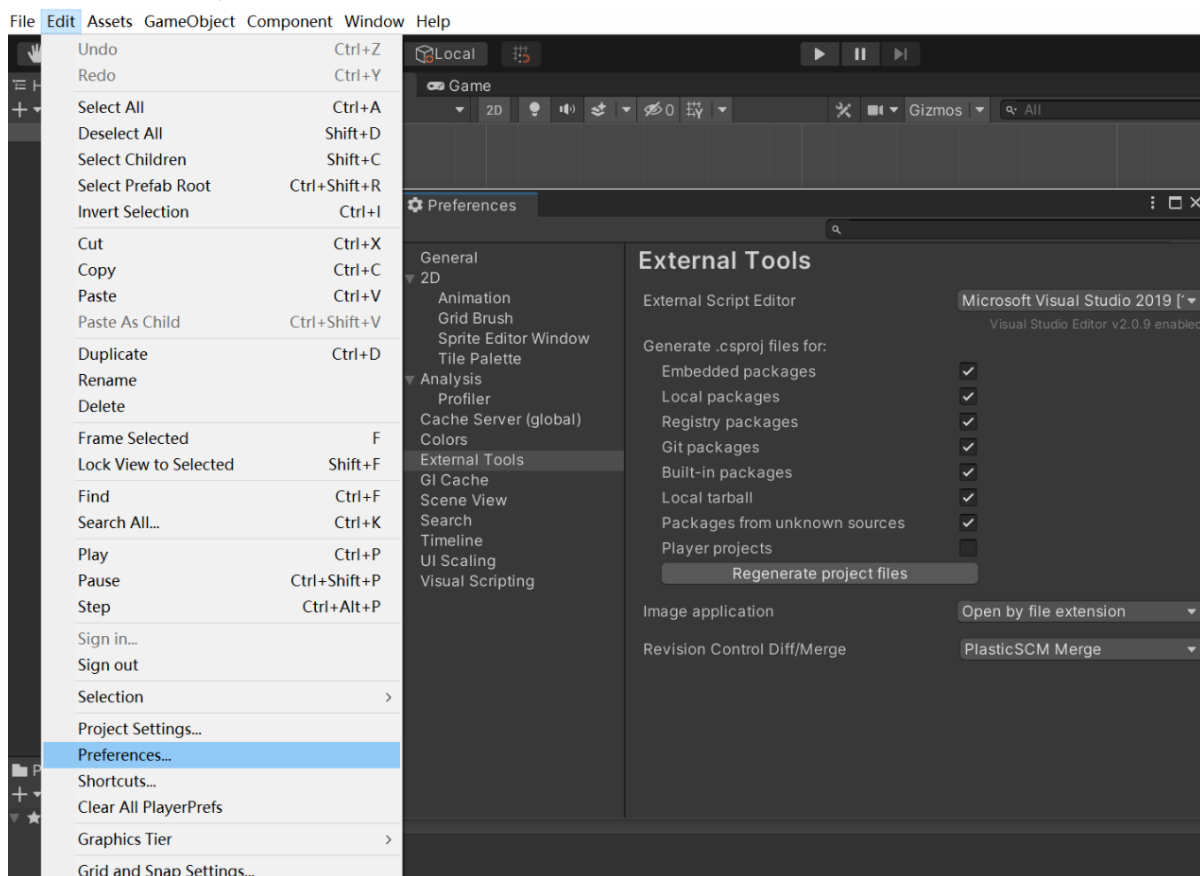 File Edit Assets GameObject Component Window Help
Undo Ctrl+Z
Redo Ctrl+Y
Select All Ctrl+A
Deselect All Shift+D
Select Children Shift+C
Select Prefab Root Ctrl+Shift+R
Invert Selection Ctrl+I
Cut Ctrl+X
Copy Ctrl+C
Paste Ctrl+V
Paste As Child Ctrl+Shift+V
Duplicate Ctrl+D
Rename
Delete
Frame Selected F
Lock View to Selected Shift+F
Find Ctrl+F
Search All... Ctrl+K
Play Ctrl+P
Pause Ctrl+Shift+P
Step Ctrl+Alt+P
Sign in...
Sign out
Selection
Project Settings...
Preferences...
Shortcuts...
Clear All PlayerPrefs
Graphics Tier
Grid and Snap Settings...
Local
Game
2D 0 Gizmos All
Preferences
General
2D
Animation
Grid Brush
Sprite Editor Window
Tile Palette
Analysis
Profiler
Cache Server (global)
Colors
External Tools
GI Cache
Scene View
Search
Timeline
UI Scaling
Visual Scripting
External Tools
External Script Editor Microsoft Visual Studio 2019
Visual Studio Editor v2.0.9 enabled
Generate .csproj files for:
Embedded packages
Local packages
Registry packages
Git packages
Built-in packages
Local tarball
Packages from unknown sources
Player projects
Regenerate project files
Image application Open by file extension
Revision Control Diff/Merge PlasticSCM Merge